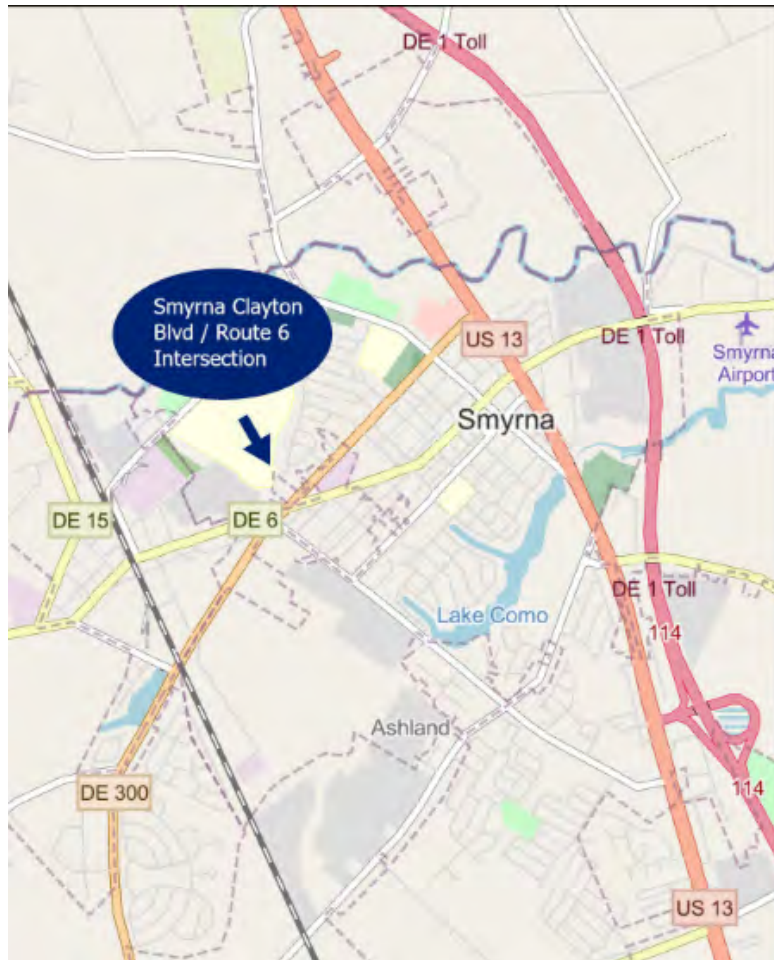 DE 1 Toll
Smyrna Clayton
Blvd / Route 6
Intersection
US 13
DE 1 Toll
Smyrna
Airport
Smyrna
DE 15
DE 6
DE 1 Toll
Lake Como
114
Ashland
DE 300
114
US 13